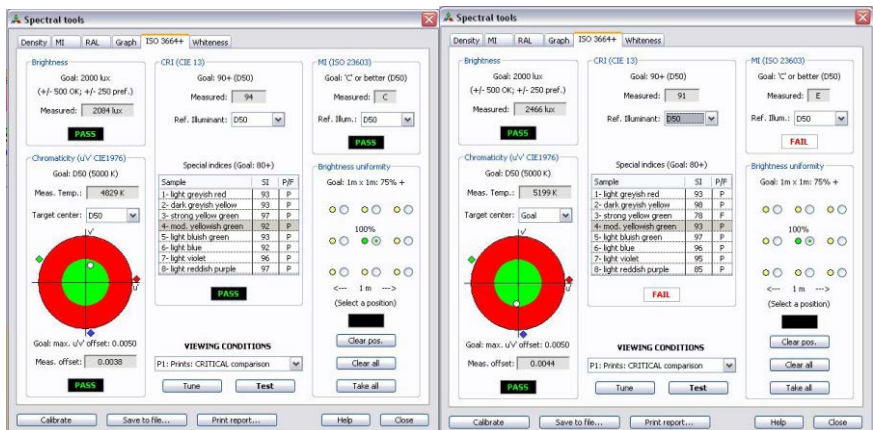 Spectral tools
Density MI RAL Graph ISO 3664+ Whiteness
Brightness
Goal: 2000 lux
(+/- 500 OK; +/- 250 pref.)
Measured: 2084 lux
PASS
Chromaticity (u'v' CIE1976)
Goal: D50 (5000 K)
Meas. Temp.: 4829 K
Target center: D50
v'
u'
Goal: max. u'v' offset: 0.0050
Meas. offset: 0.0038
PASS
CRI (CIE 13)
Goal: 90+ (D50)
Measured: 94
Ref. Illuminant: D50
Special indices (Goal: 80+)
Sample SI P/F
1- light greyish red 93 P
2- dark greyish yellow 93 P
3- strong yellow green 97 P
4- mod. yellowish green 92 P
5- light bluish green 93 P
6- light blue 92 P
7- light violet 96 P
8- light reddish purple 97 P
PASS
VIEWING CONDITIONS
P1: Prints: CRITICAL comparison
Tune Test
MI (ISO 23603)
Goal: 'C' or better (D50)
Measured: C
Ref. Illum.: D50
PASS
Brightness uniformity
Goal: 1m x 1m: 75% +
100%
<--- 1 m --->
(Select a position)
Clear pos.
Clear all
Take all
Calibrate Save to file... Print report... Help Close
Spectral tools
Density MI RAL Graph ISO 3664+ Whiteness
Brightness
Goal: 2000 lux
(+/- 500 OK; +/- 250 pref.)
Measured: 2466 lux
PASS
Chromaticity (u'v' CIE1976)
Goal: D50 (5000 K)
Meas. Temp.: 5199 K
Target center: Goal
v'
u'
Goal: max. u'v' offset: 0.0050
Meas. offset: 0.0044
PASS
CRI (CIE 13)
Goal: 90+ (D50)
Measured: 91
Ref. Illuminant: D50
Special indices (Goal: 80+)
Sample SI P/F
1- light greyish red 93 P
2- dark greyish yellow 98 P
3- strong yellow green 78 F
4- mod. yellowish green 93 P
5- light bluish green 97 P
6- light blue 96 P
7- light violet 95 P
8- light reddish purple 85 P
FAIL
VIEWING CONDITIONS
P1: Prints: CRITICAL comparison
Tune Test
MI (ISO 23603)
Goal: 'C' or better (D50)
Measured: E
Ref. Illum.: D50
FAIL
Brightness uniformity
Goal: 1m x 1m: 75% +
100%
<--- 1 m --->
(Select a position)
Clear pos.
Clear all
Take all
Calibrate Save to file... Print report... Help Close